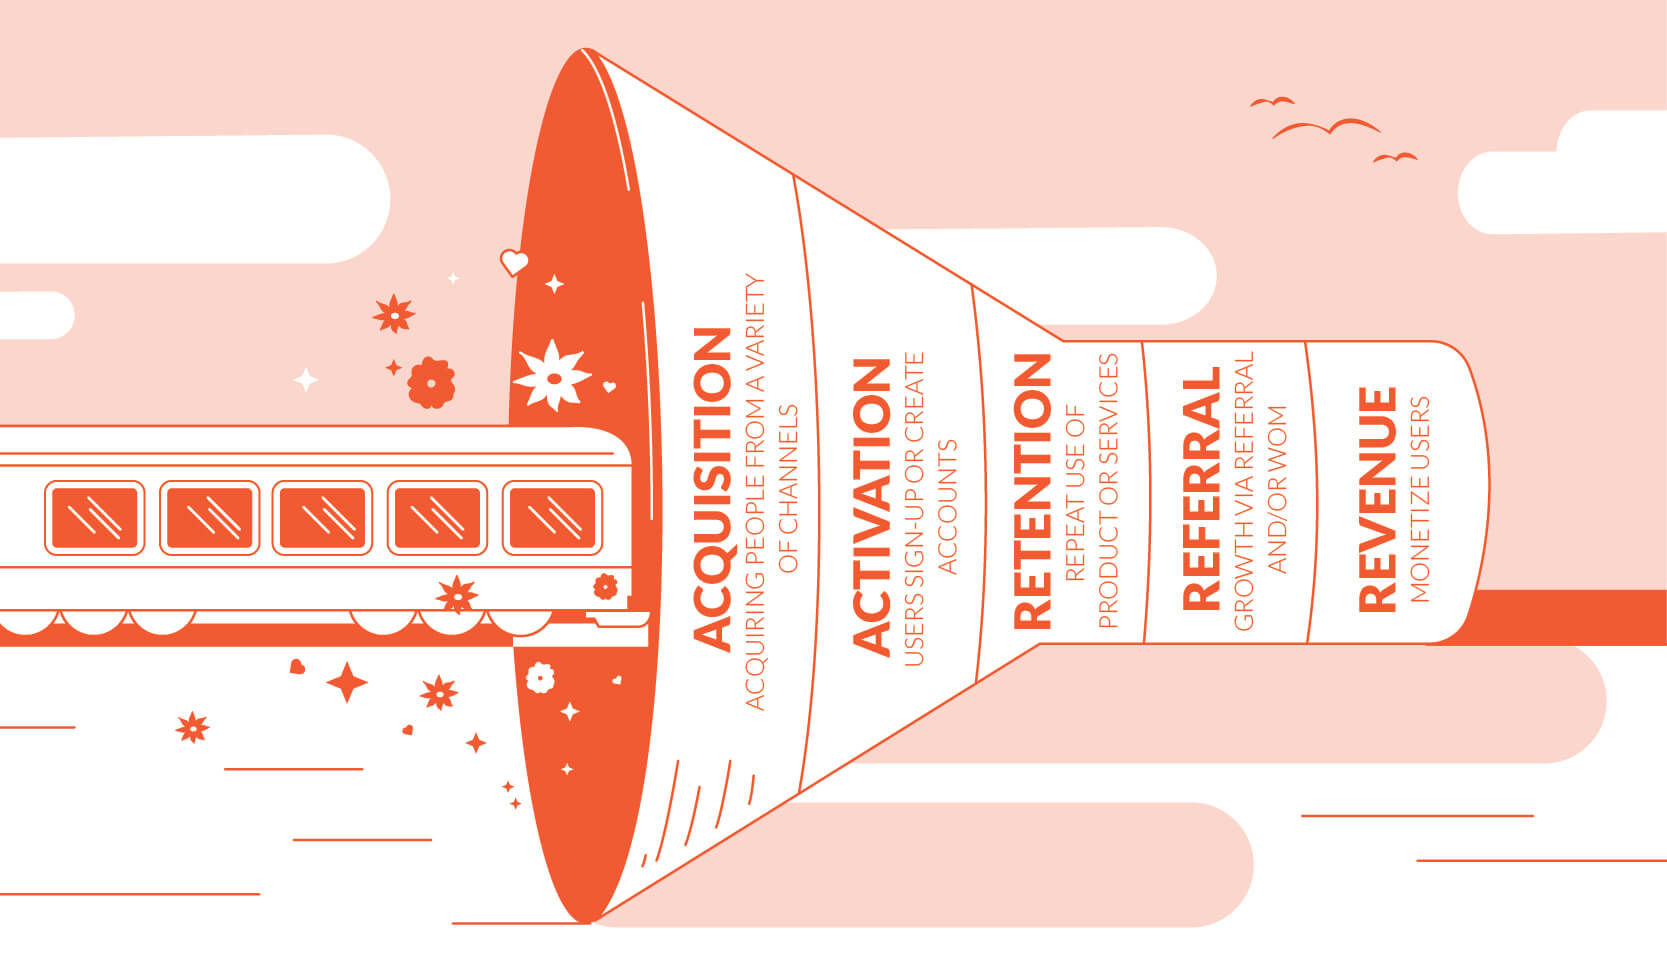 ACQUISITION
ACQUIRING PEOPLE FROM A VARIETY
OF CHANNELS
ACTIVATION
USERS SIGN-UP OR CREATE
ACCOUNTS
RETENTION
REPEAT USE OF
PRODUCT OR SERVICES
REFERRAL
GROWTH VIA REFERRAL
AND/OR WOM
REVENUE
MONETIZE USERS